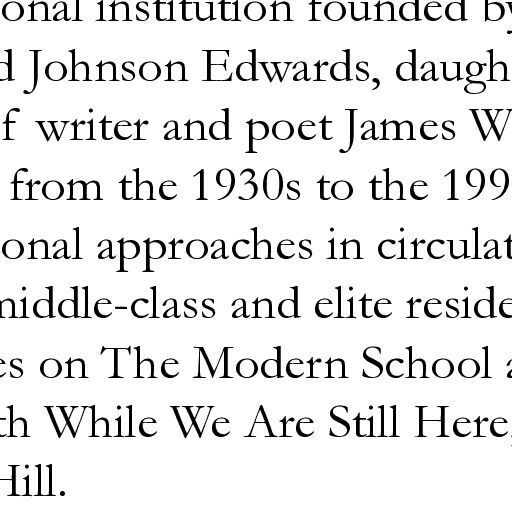 onal institution founded by
d Johnson Edwards, daugh
f writer and poet James W
from the 1930s to the 199
onal approaches in circulat
middle-class and elite reside
es on The Modern School a
th While We Are Still Here,
Hill.